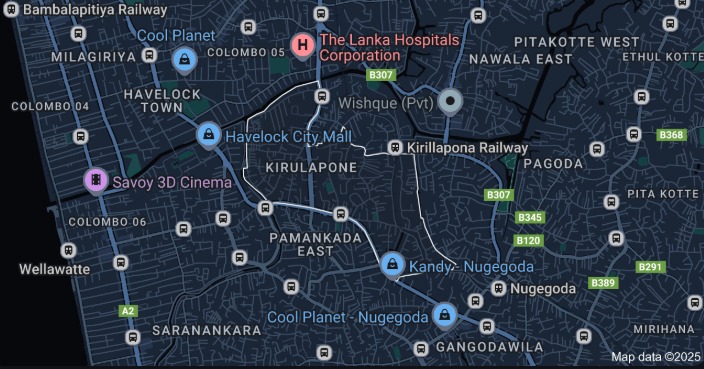 Bambalapitiya Railway
Cool Planet
MILAGIRIYA
COLOMBO 05
The Lanka Hospitals
Corporation
PITAKOTTE WEST
NAWALA EAST
ETHUL KOTTE
B307
HAVELOCK
TOWN
Wishque (Pvt)
COLOMBO 04
Havelock City Mall
Kirillapona Railway
B368
KIRULAPONE
PAGODA
Savoy 3D Cinema
B307
PITA KOTTE
COLOMBO 06
B345
PAMANKADA
EAST
B120
Wellawatte
Kandy - Nugegoda
B291
B389
Nugegoda
A2
Cool Planet - Nugegoda
SARANANKARA
MIRIHANA
GANGODAWILA
Map data ©2025